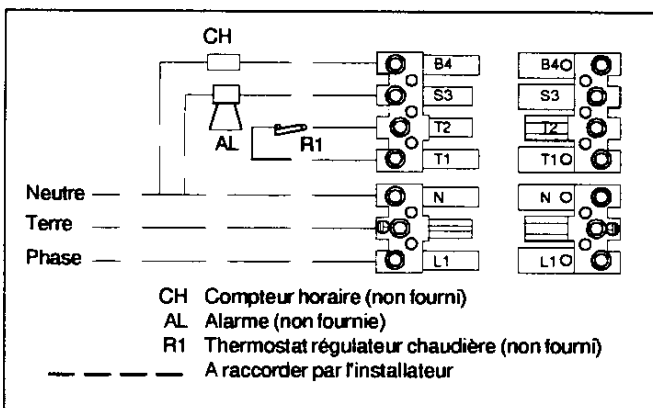 CH
B4 B4
S3 S3
AL
T2 T2
R1
T1 T1
Neutre N N
Terre
Phase L1 L1
CH Compteur horaire (non fourni)
AL Alarme (non fournie)
R1 Thermostat régulateur chaudière (non fourni)
A raccorder par l'installateur